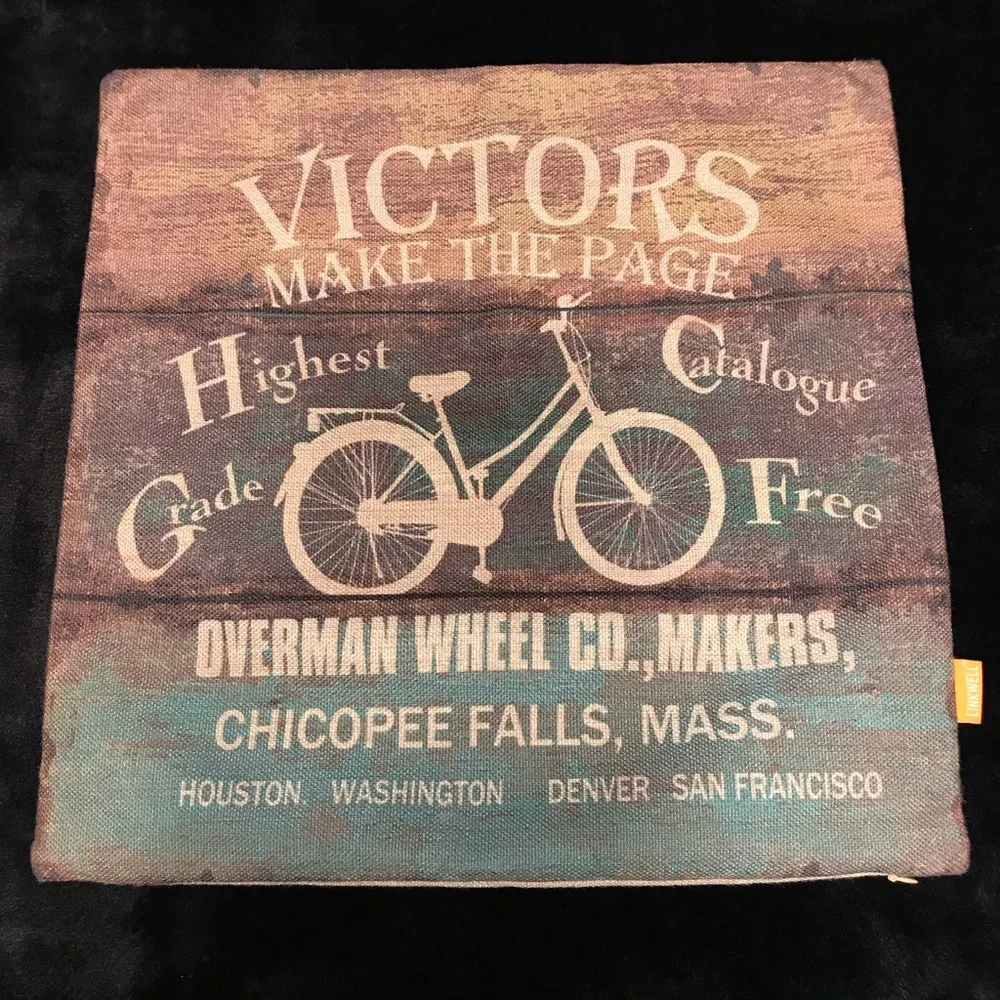 VICTORS
MAKE THE PAGE
Highest
Grade
Catalogue
Free
OVERMAN WHEEL CO., MAKERS,
CHICOPEE FALLS, MASS.
HOUSTON. WASHINGTON DENVER SAN FRANCISCO
LINKWELL